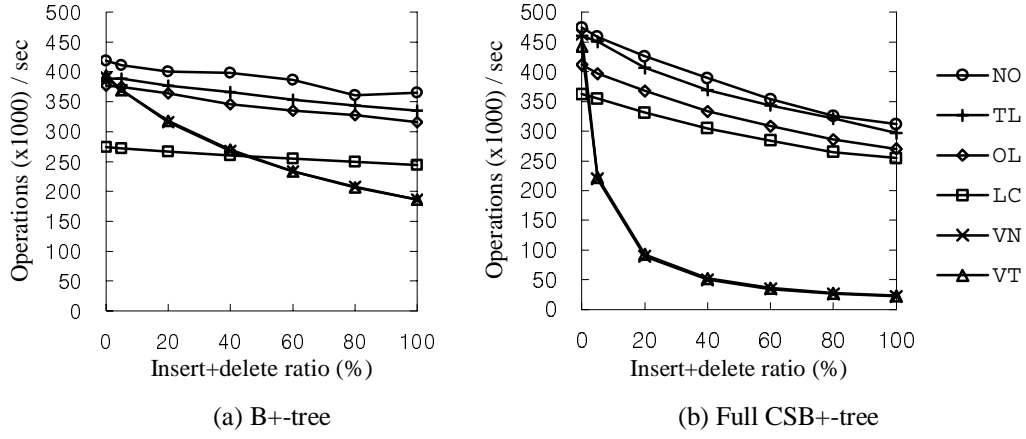 Operations (x1000) / sec
500
450
400
350
300
250
200
150
100
50
0
0 20 40 60 80 100
Insert+delete ratio (%)
(a) B+-tree
Operations (x1000) / sec
500
450
400
350
300
250
200
150
100
50
0
0 20 40 60 80 100
Insert+delete ratio (%)
(b) Full CSB+-tree
NO
TL
OL
LC
VN
VT